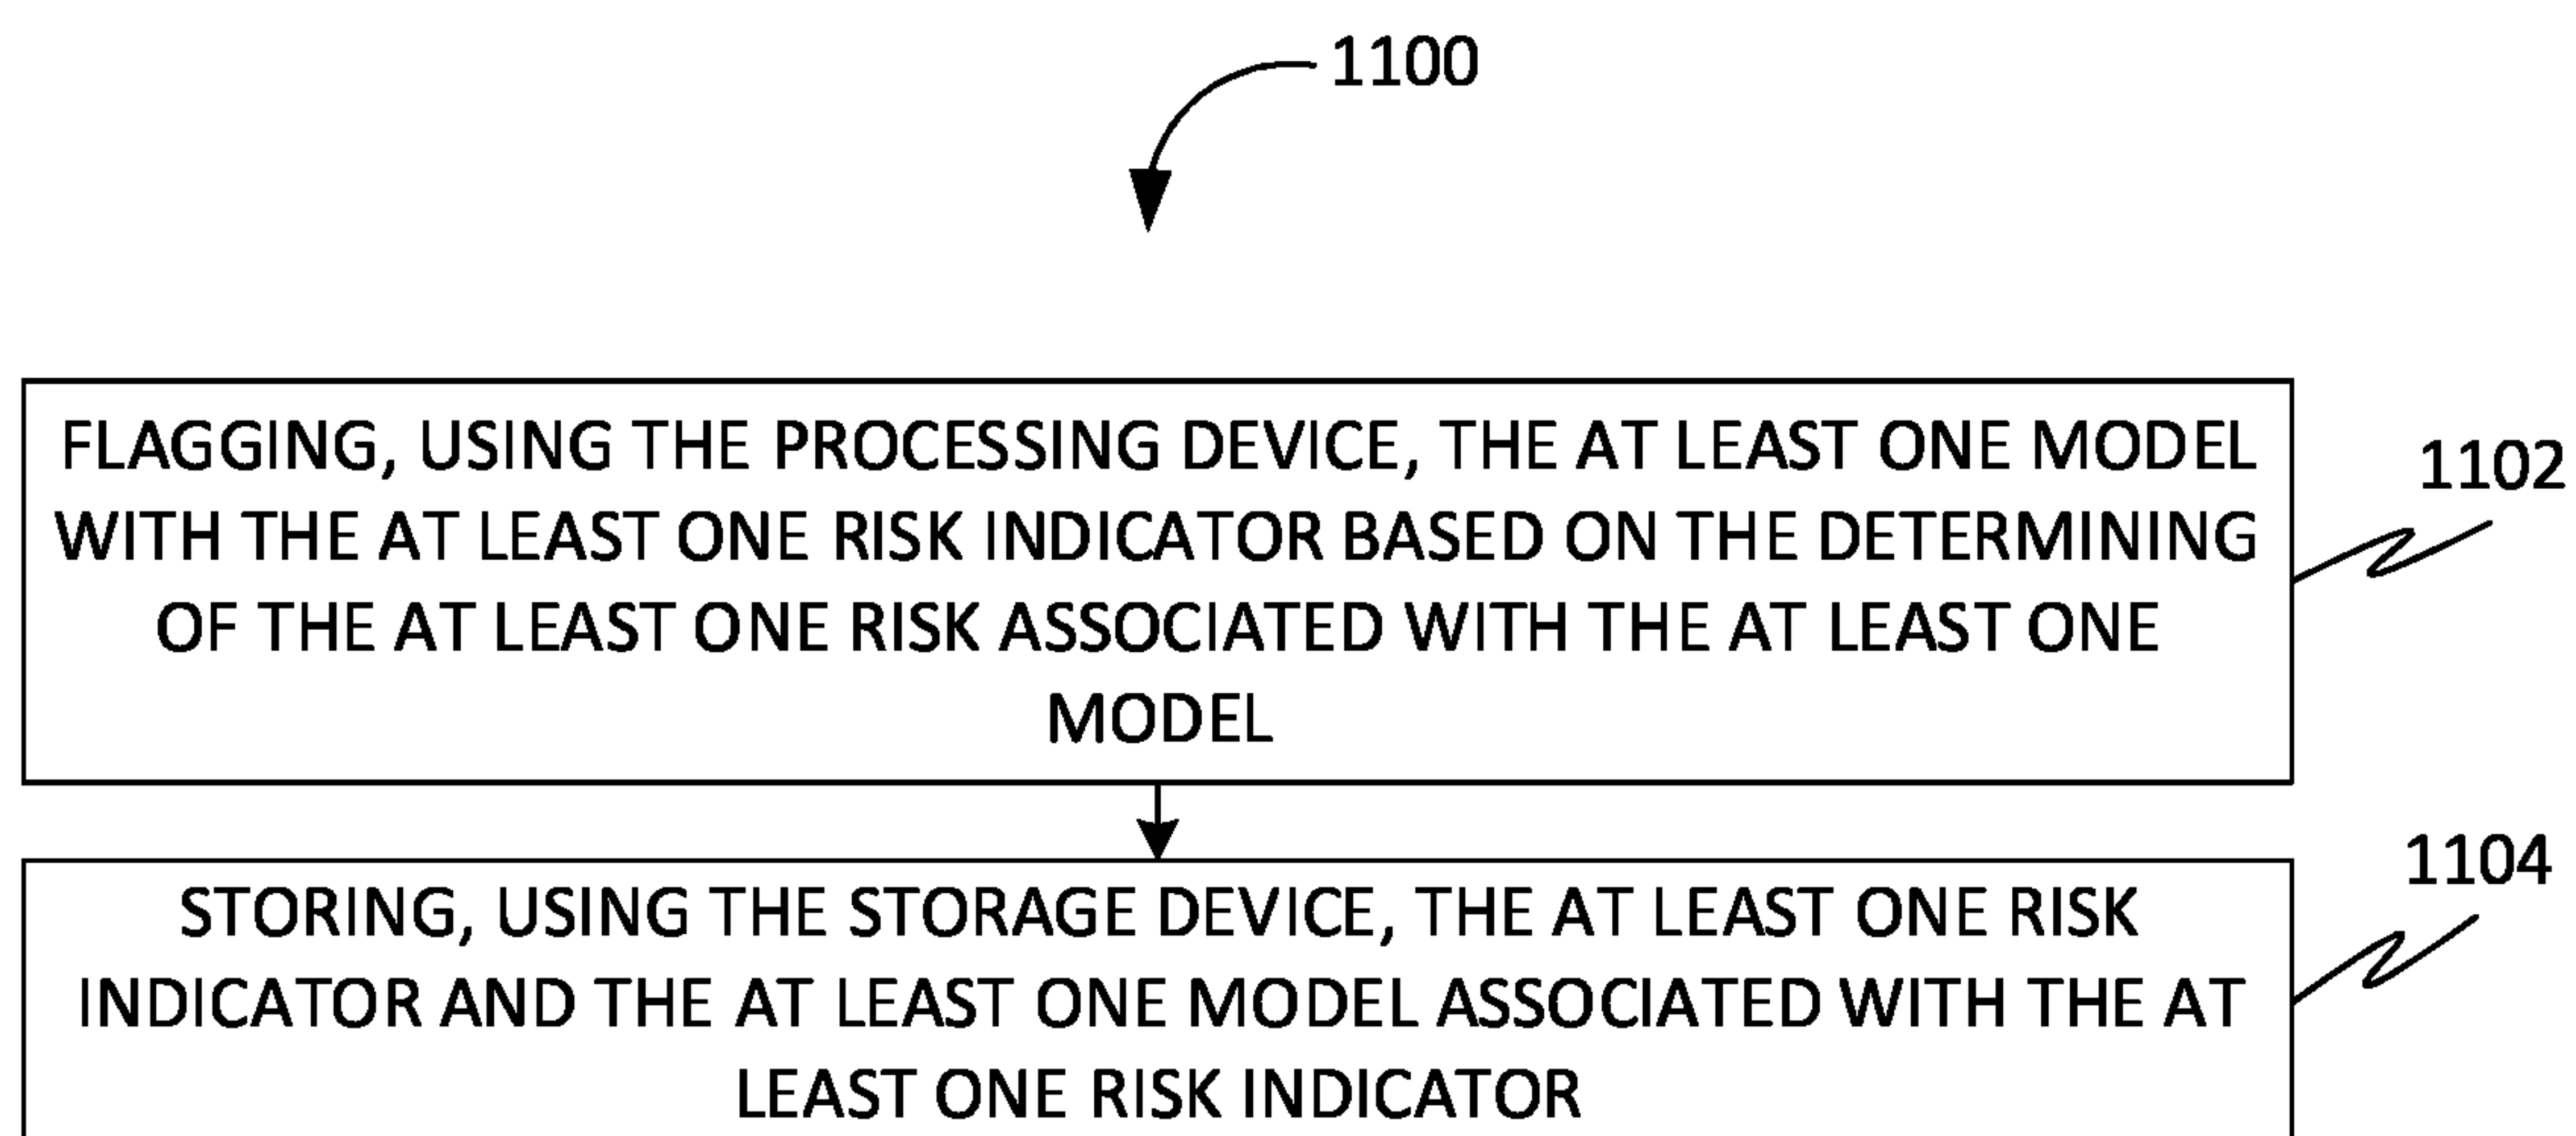 1100
FLAGGING, USING THE PROCESSING DEVICE, THE AT LEAST ONE MODEL
WITH THE AT LEAST ONE RISK INDICATOR BASED ON THE DETERMINING
OF THE AT LEAST ONE RISK ASSOCIATED WITH THE AT LEAST ONE
MODEL
1102
STORING, USING THE STORAGE DEVICE, THE AT LEAST ONE RISK
INDICATOR AND THE AT LEAST ONE MODEL ASSOCIATED WITH THE AT
LEAST ONE RISK INDICATOR
1104